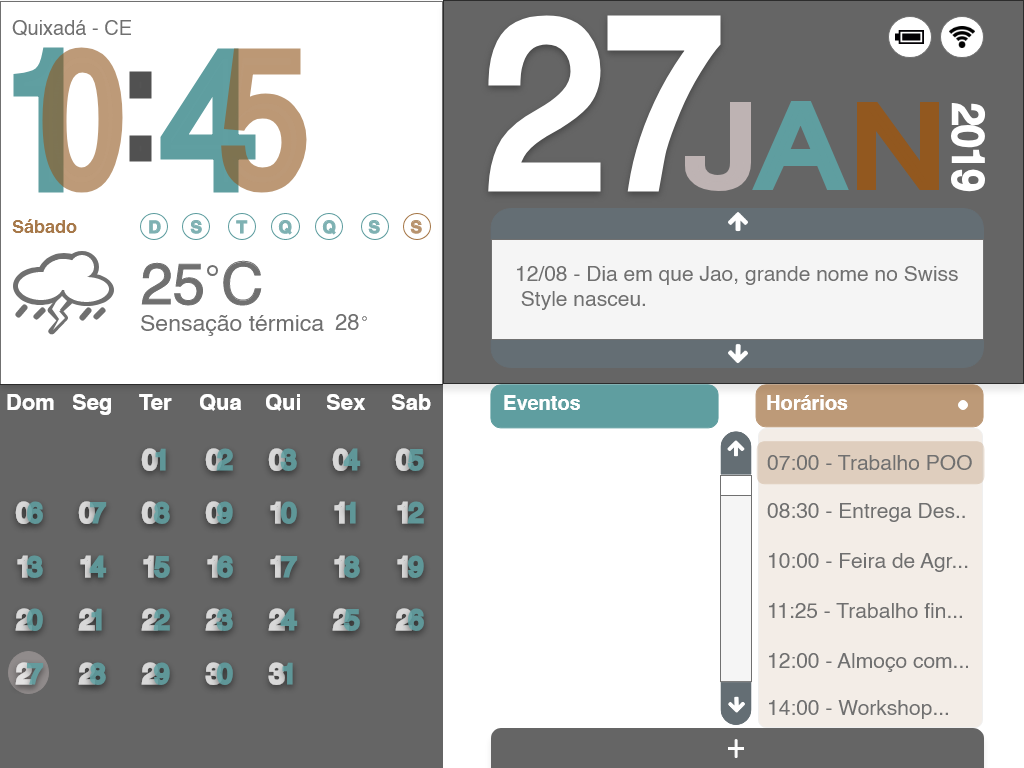 Quixadá - CE
10:45
Sábado
D S T Q Q S S
25°C
Sensação térmica 28°
27 JAN 2019
12/08 - Dia em que Jao, grande nome no Swiss
Style nasceu.
Dom Seg Ter Qua Qui Sex Sab
01 02 03 04 05
06 07 08 09 10 11 12
13 14 15 16 17 18 19
20 21 22 23 24 25 26
27 28 29 30 31
Eventos
Horários
07:00 - Trabalho POO
08:30 - Entrega Des..
10:00 - Feira de Agr...
11:25 - Trabalho fin...
12:00 - Almoço com...
14:00 - Workshop...
+